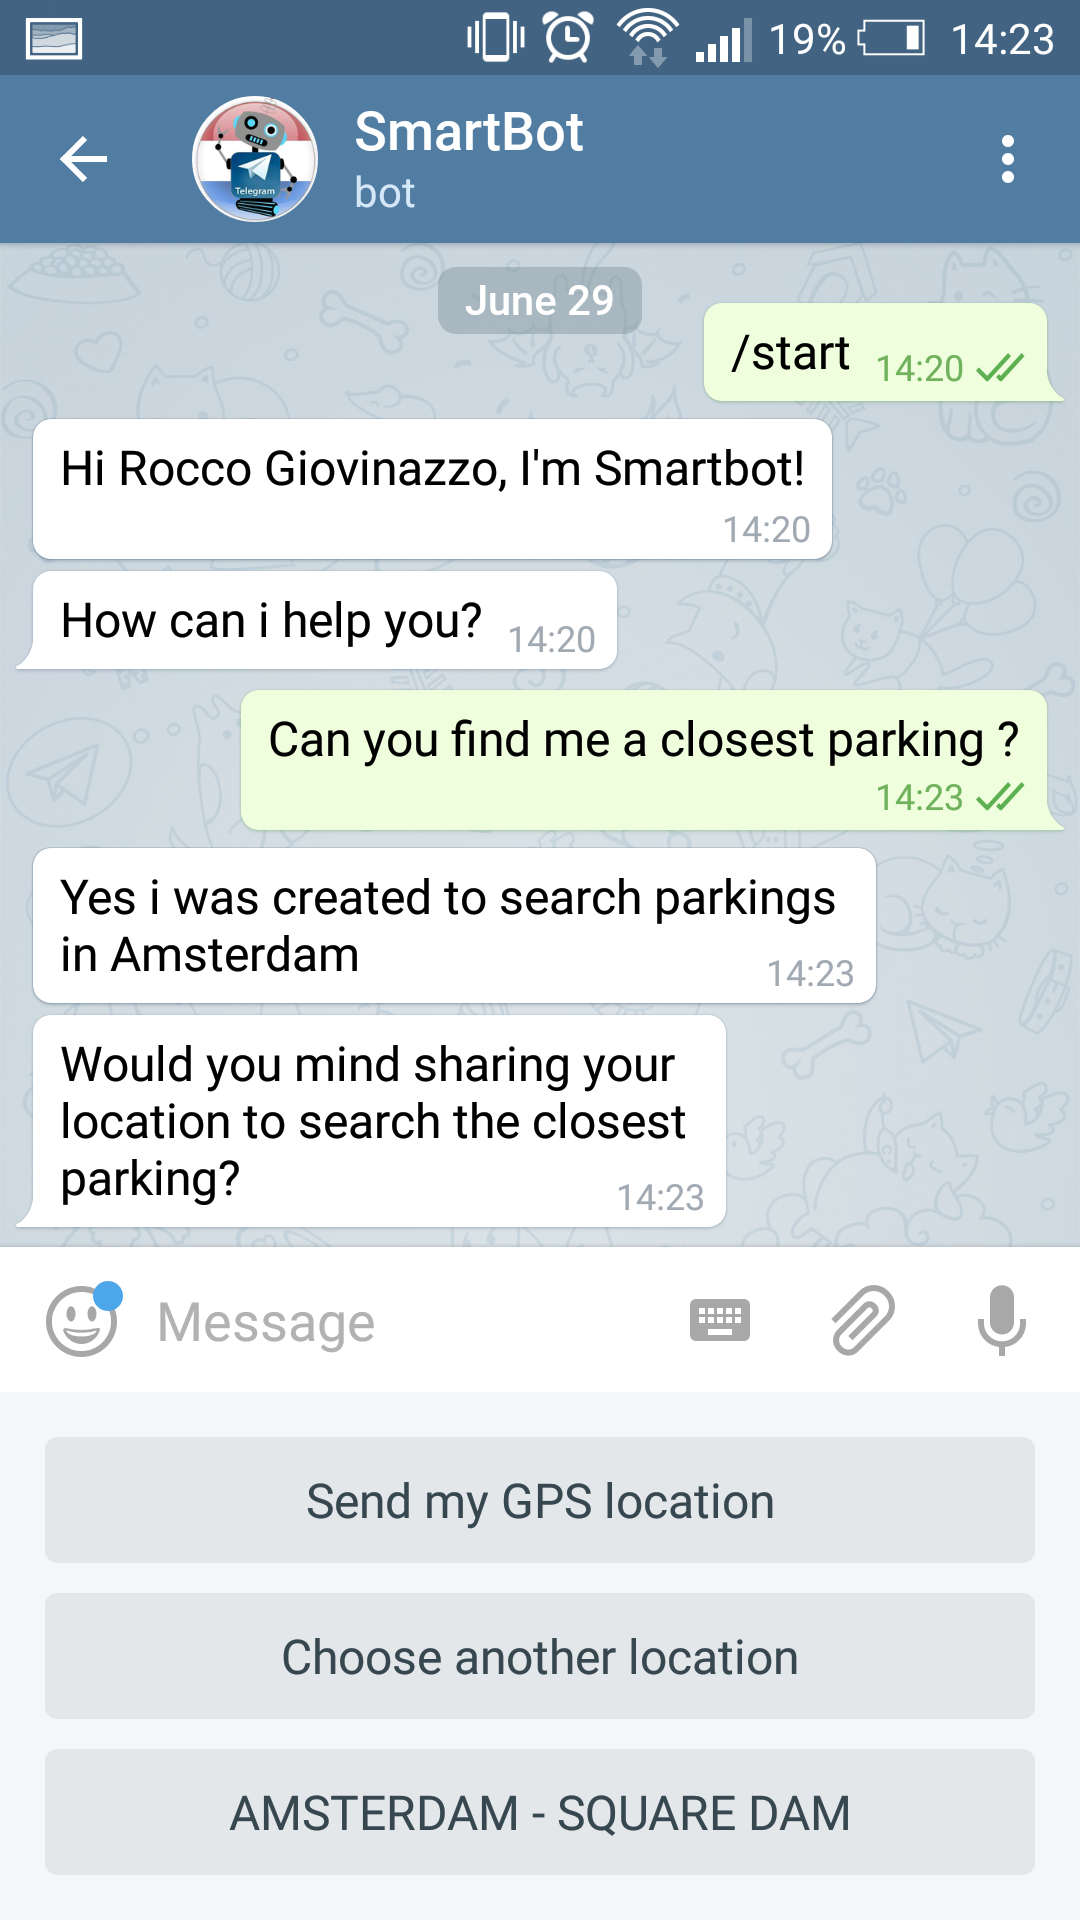 19% 14:23
SmartBot
bot
Telegram
June 29
/start 14:20
Hi Rocco Giovinazzo, I'm Smartbot!
14:20
How can i help you? 14:20
Can you find me a closest parking ?
14:23
Yes i was created to search parkings
in Amsterdam 14:23
Would you mind sharing your
location to search the closest
parking? 14:23
Message
Send my GPS location
Choose another location
AMSTERDAM - SQUARE DAM